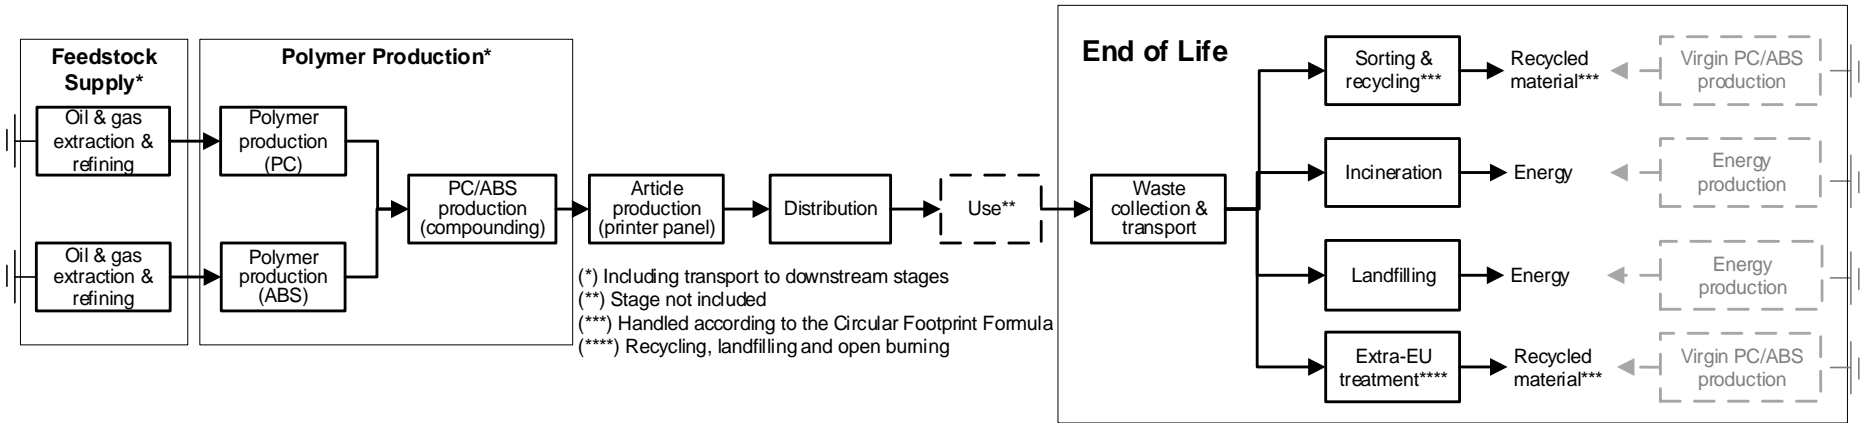 Feedstock
Supply*
Oil & gas
extraction &
refining
Oil & gas
extraction &
refining
Polymer Production*
Polymer
production
(PC)
Polymer
production
(ABS)
PC/ABS
production
(compounding)
Article
production
(printer panel)
Distribution
Use**
(*) Including transport to downstream stages
(**) Stage not included
(***) Handled according to the Circular Footprint Formula
(****) Recycling, landfilling and open burning
End of Life
Waste
collection &
transport
Sorting &
recycling***
Recycled
material***
Virgin PC/ABS
production
Incineration
Energy
Energy
production
Landfilling
Energy
Energy
production
Extra-EU
treatment****
Recycled
material***
Virgin PC/ABS
production